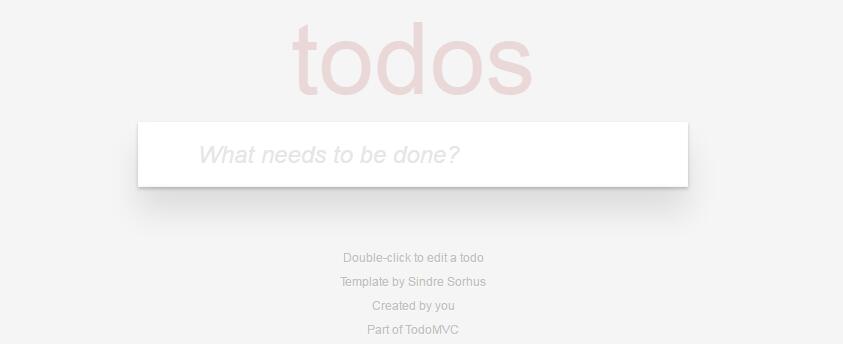 todos
What needs to be done?
Double-click to edit a todo
Template by Sindre Sorhus
Created by you
Part of TodoMVC